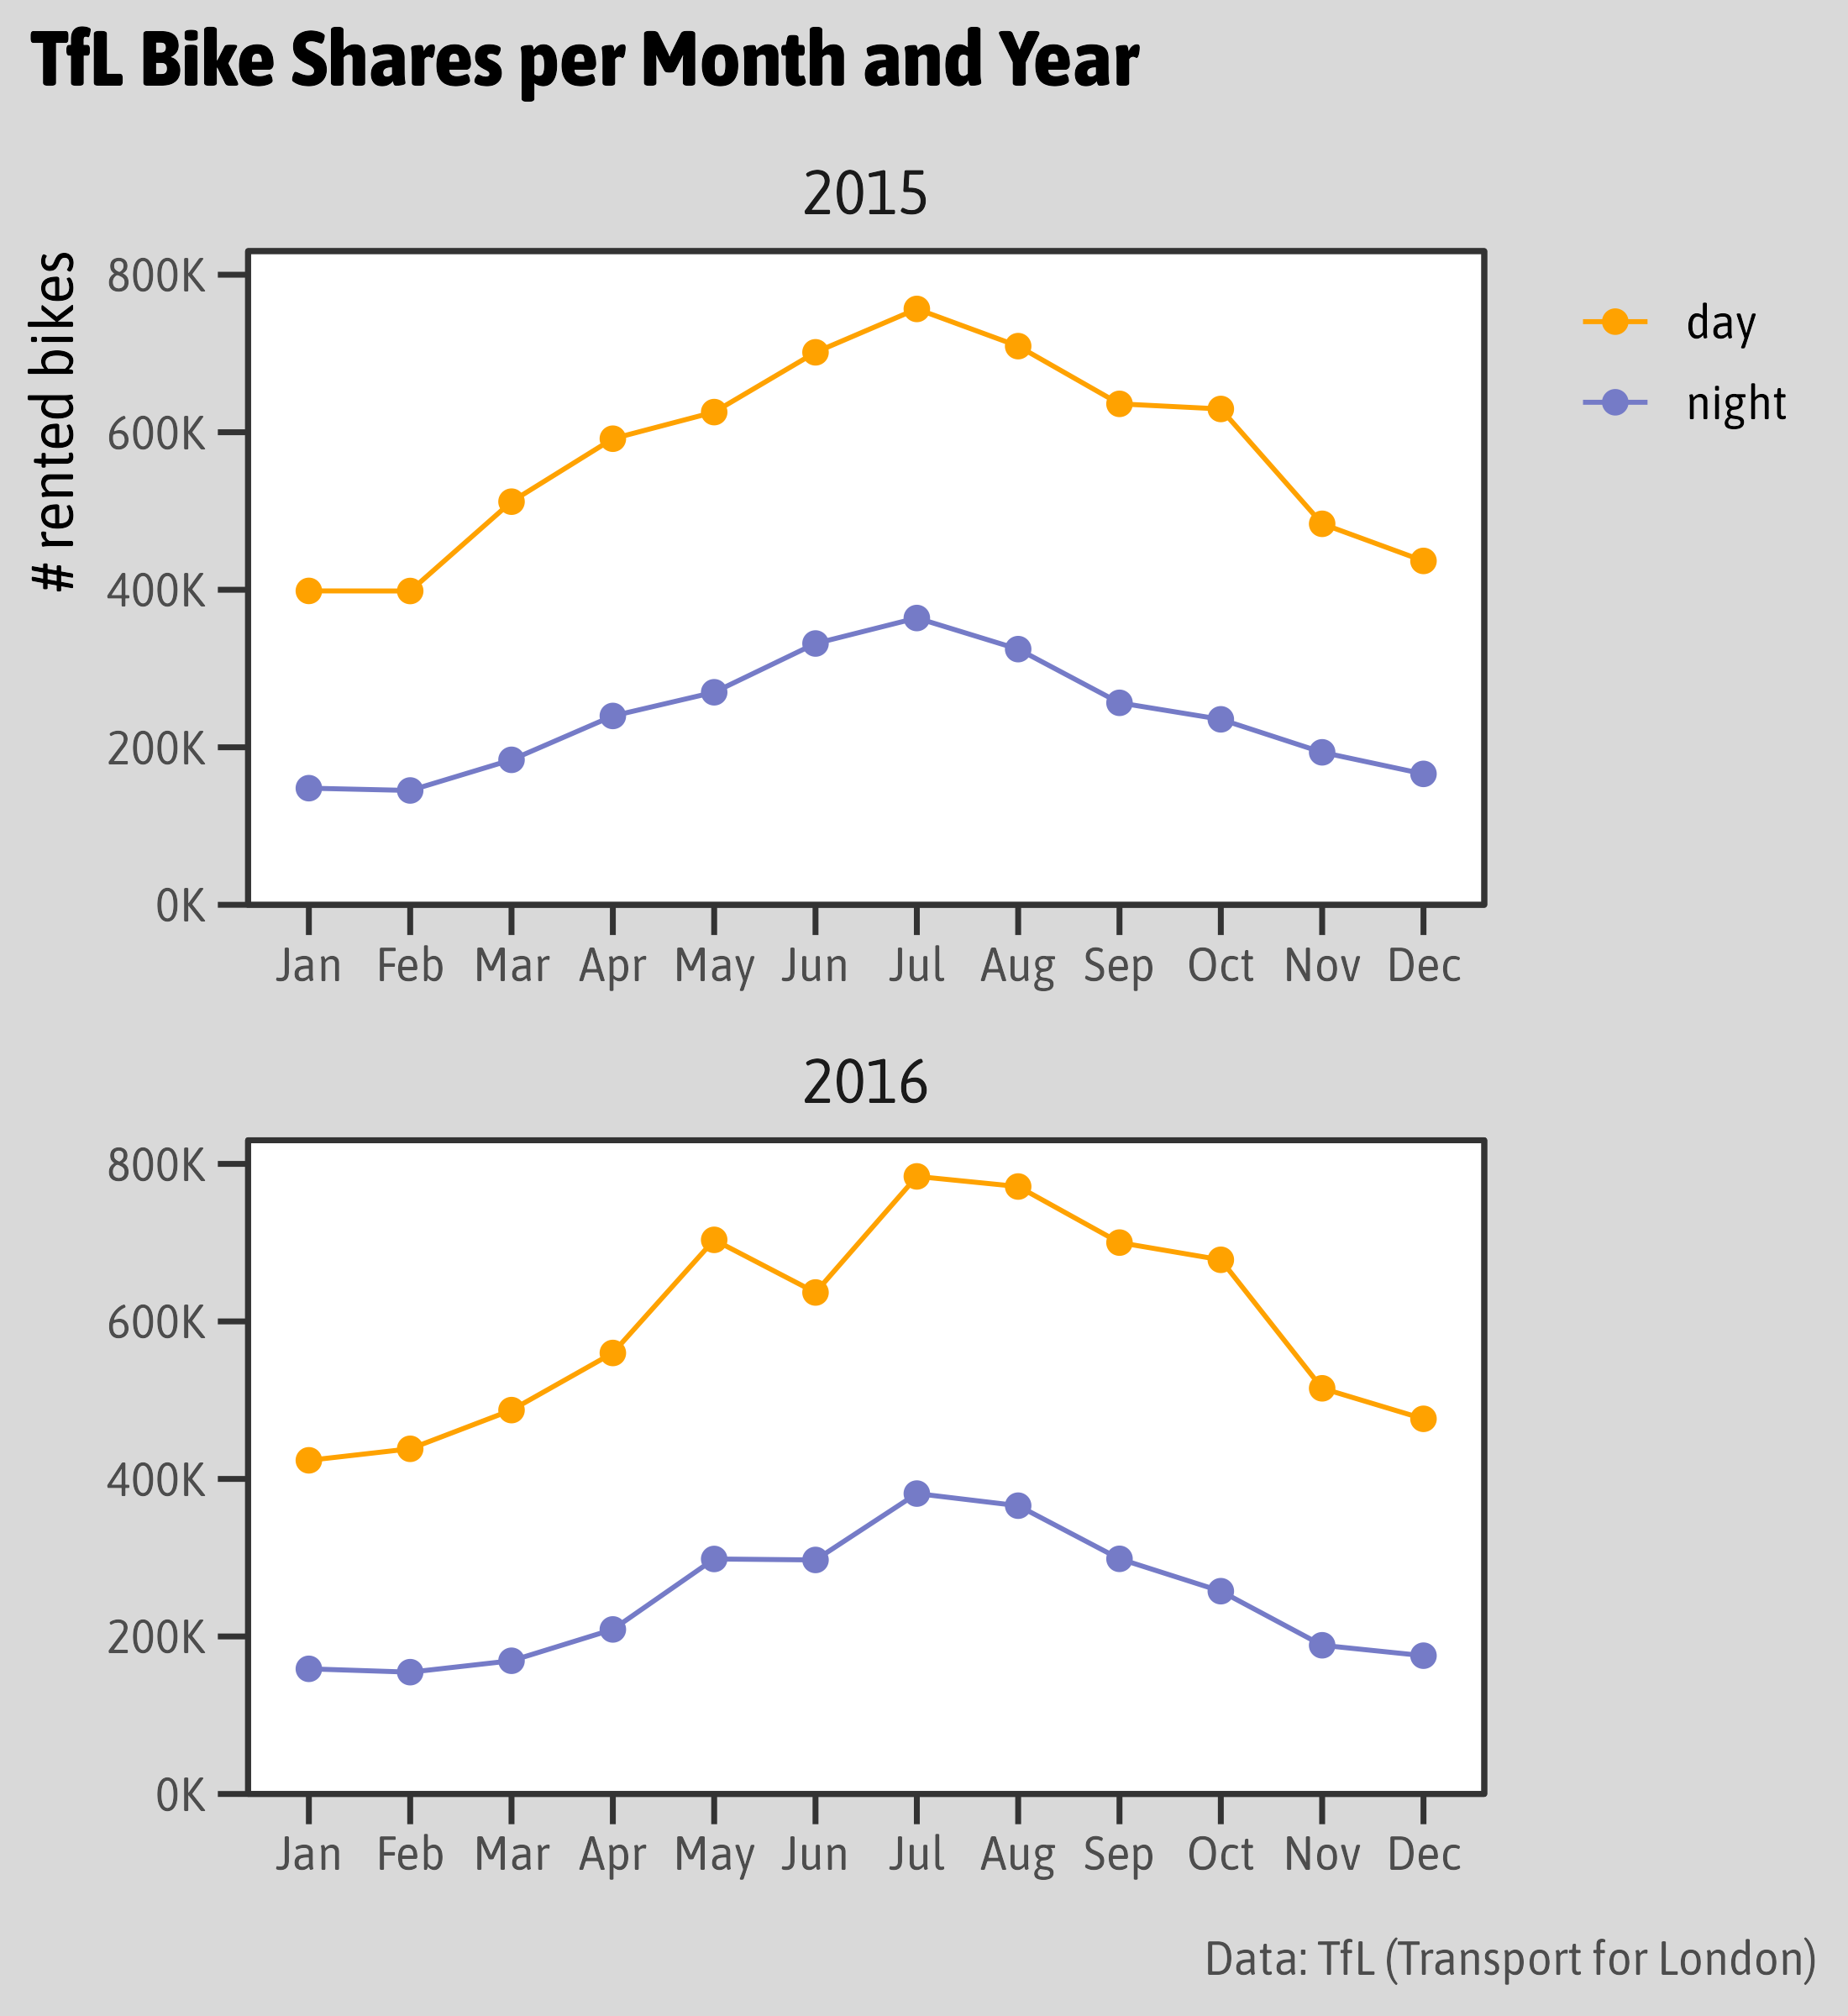 TfL Bike Shares per Month and Year
2015
# rented bikes
800K
600K
400K
200K
0K
Jan Feb Mar Apr May Jun Jul Aug Sep Oct Nov Dec
day
night
2016
800K
600K
400K
200K
0K
Jan Feb Mar Apr May Jun Jul Aug Sep Oct Nov Dec
Data: TfL (Transport for London)